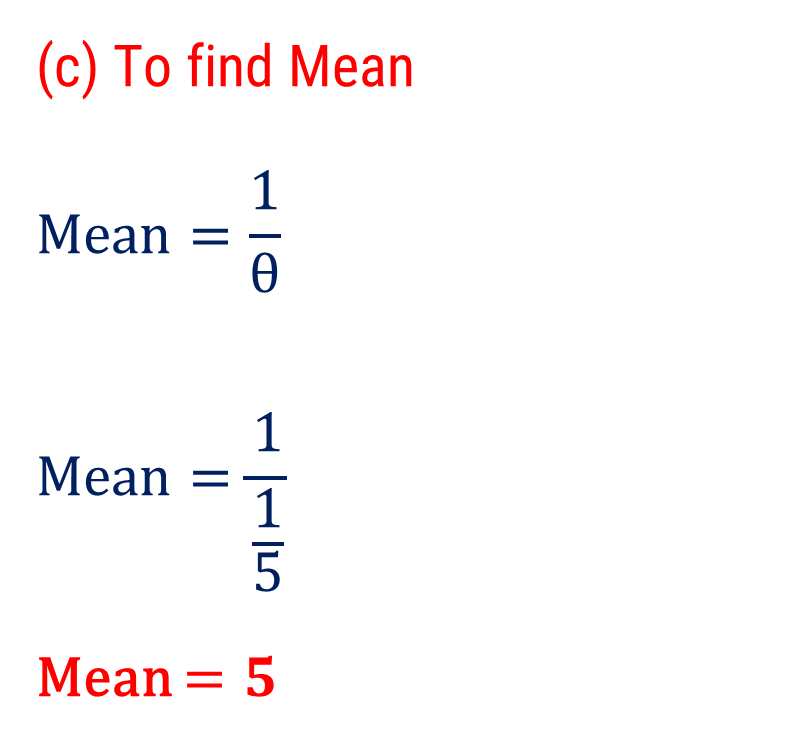 (c) To find Mean
Mean = 1/θ
Mean = 1/(1/5)
Mean = 5